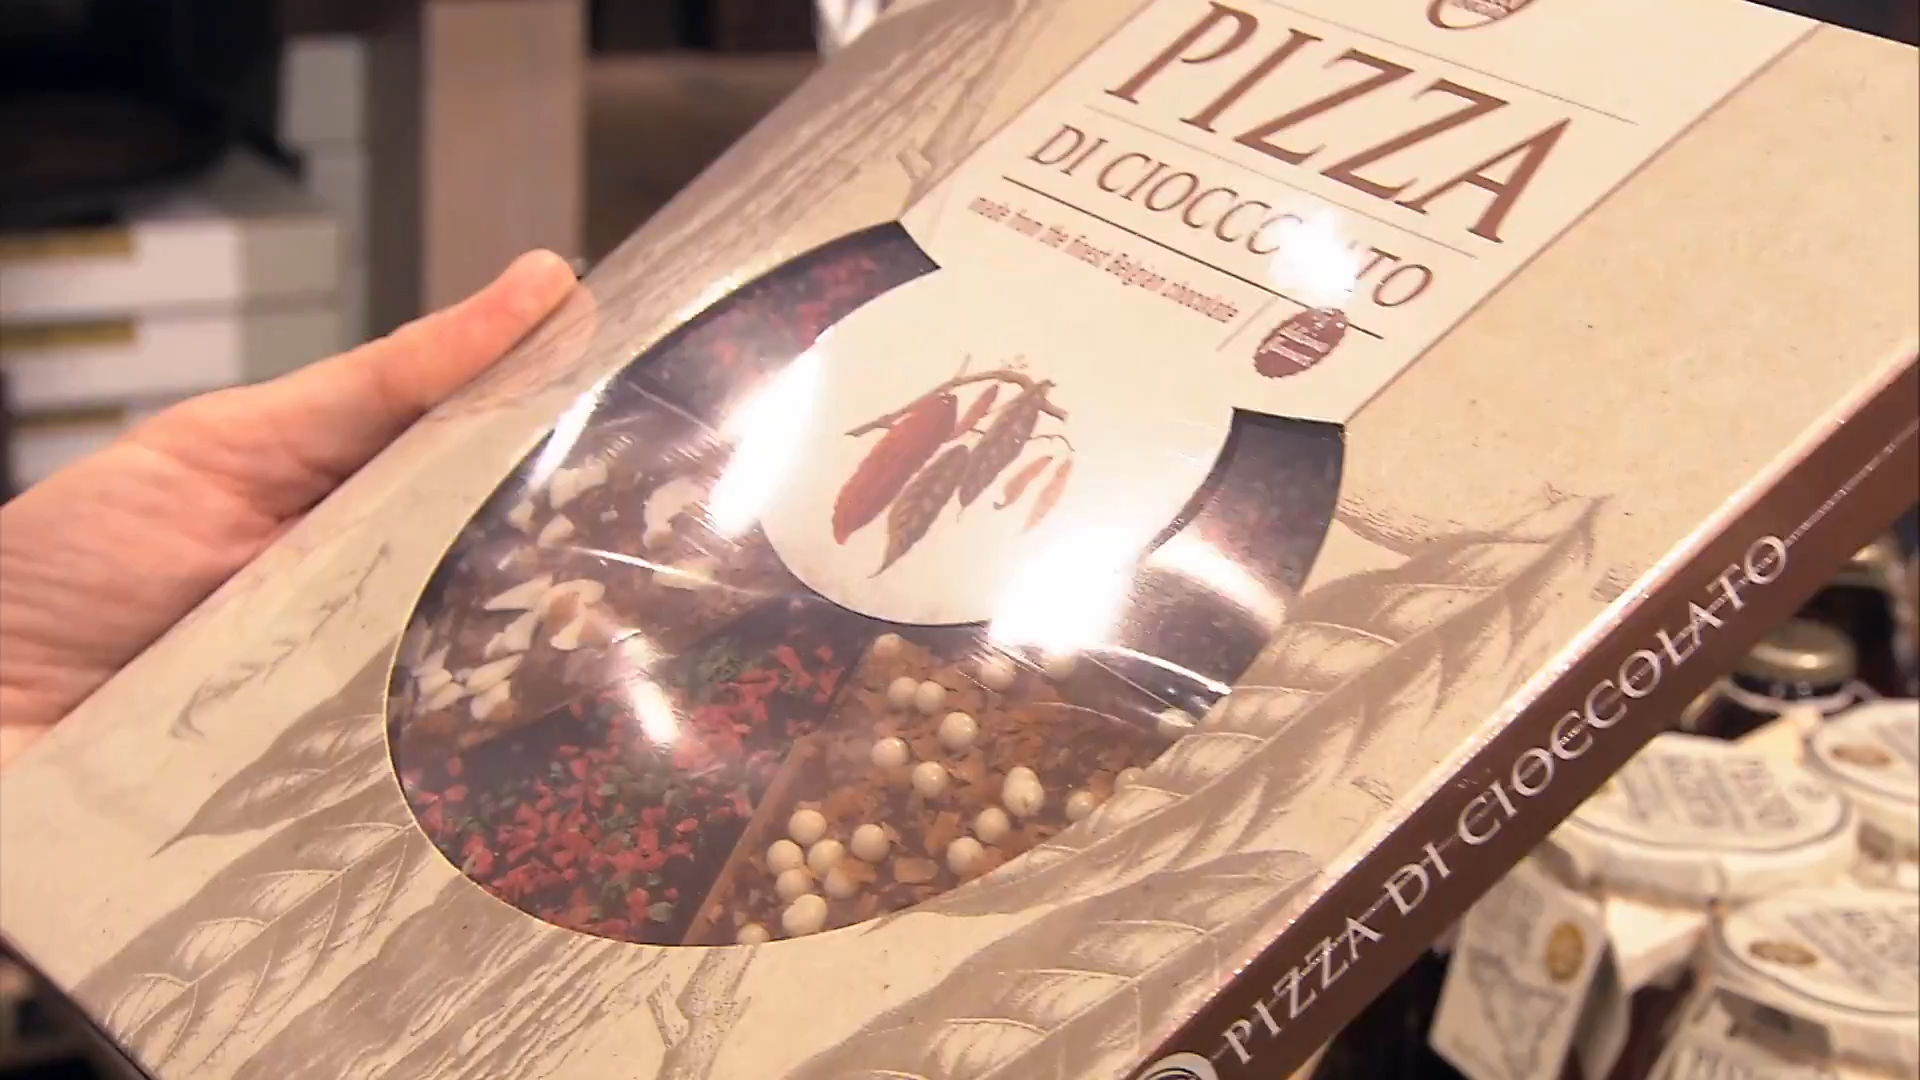 PIZZA
DI CIOCCOLATO
made from the finest Belgian chocolate
PIZZA DI CIOCCOLATO